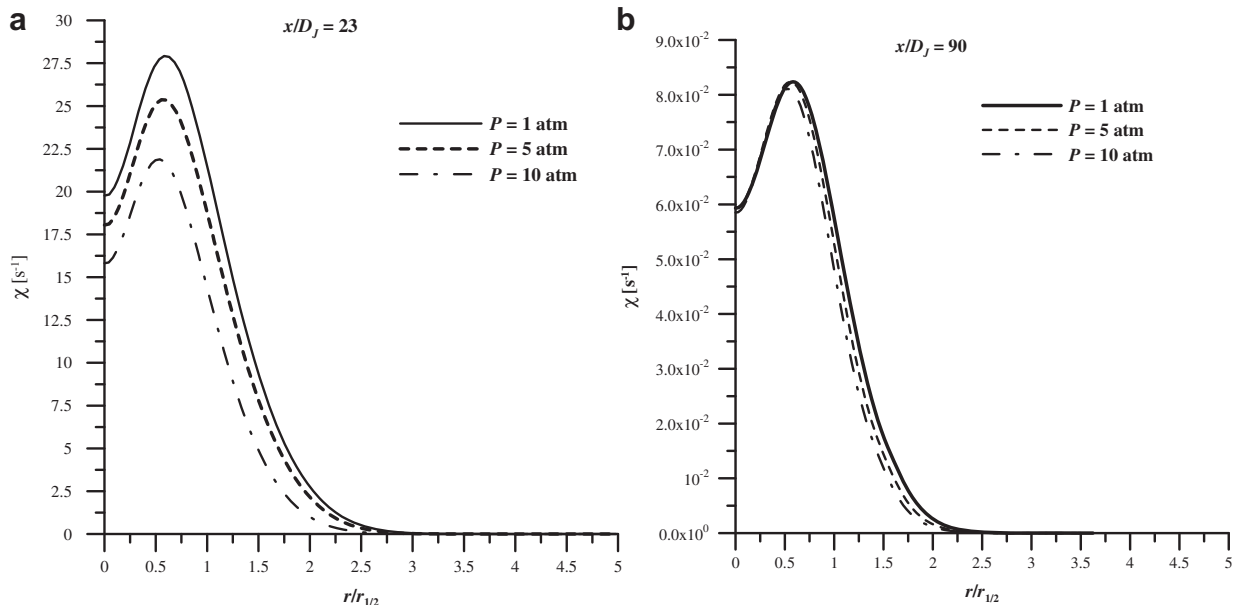 a
x/D_J = 23
30
27.5
25
22.5
20
17.5
15
12.5
10
7.5
5
2.5
0
χ [s⁻¹]
P = 1 atm
P = 5 atm
P = 10 atm
0 0.5 1 1.5 2 2.5 3 3.5 4 4.5 5
r/r_{1/2}
b
x/D_J = 90
9.0x10⁻²
8.0x10⁻²
7.0x10⁻²
6.0x10⁻²
5.0x10⁻²
4.0x10⁻²
3.0x10⁻²
2.0x10⁻²
10⁻²
0.0x10⁰
χ [s⁻¹]
P = 1 atm
P = 5 atm
P = 10 atm
0 0.5 1 1.5 2 2.5 3 3.5 4 4.5 5
r/r_{1/2}